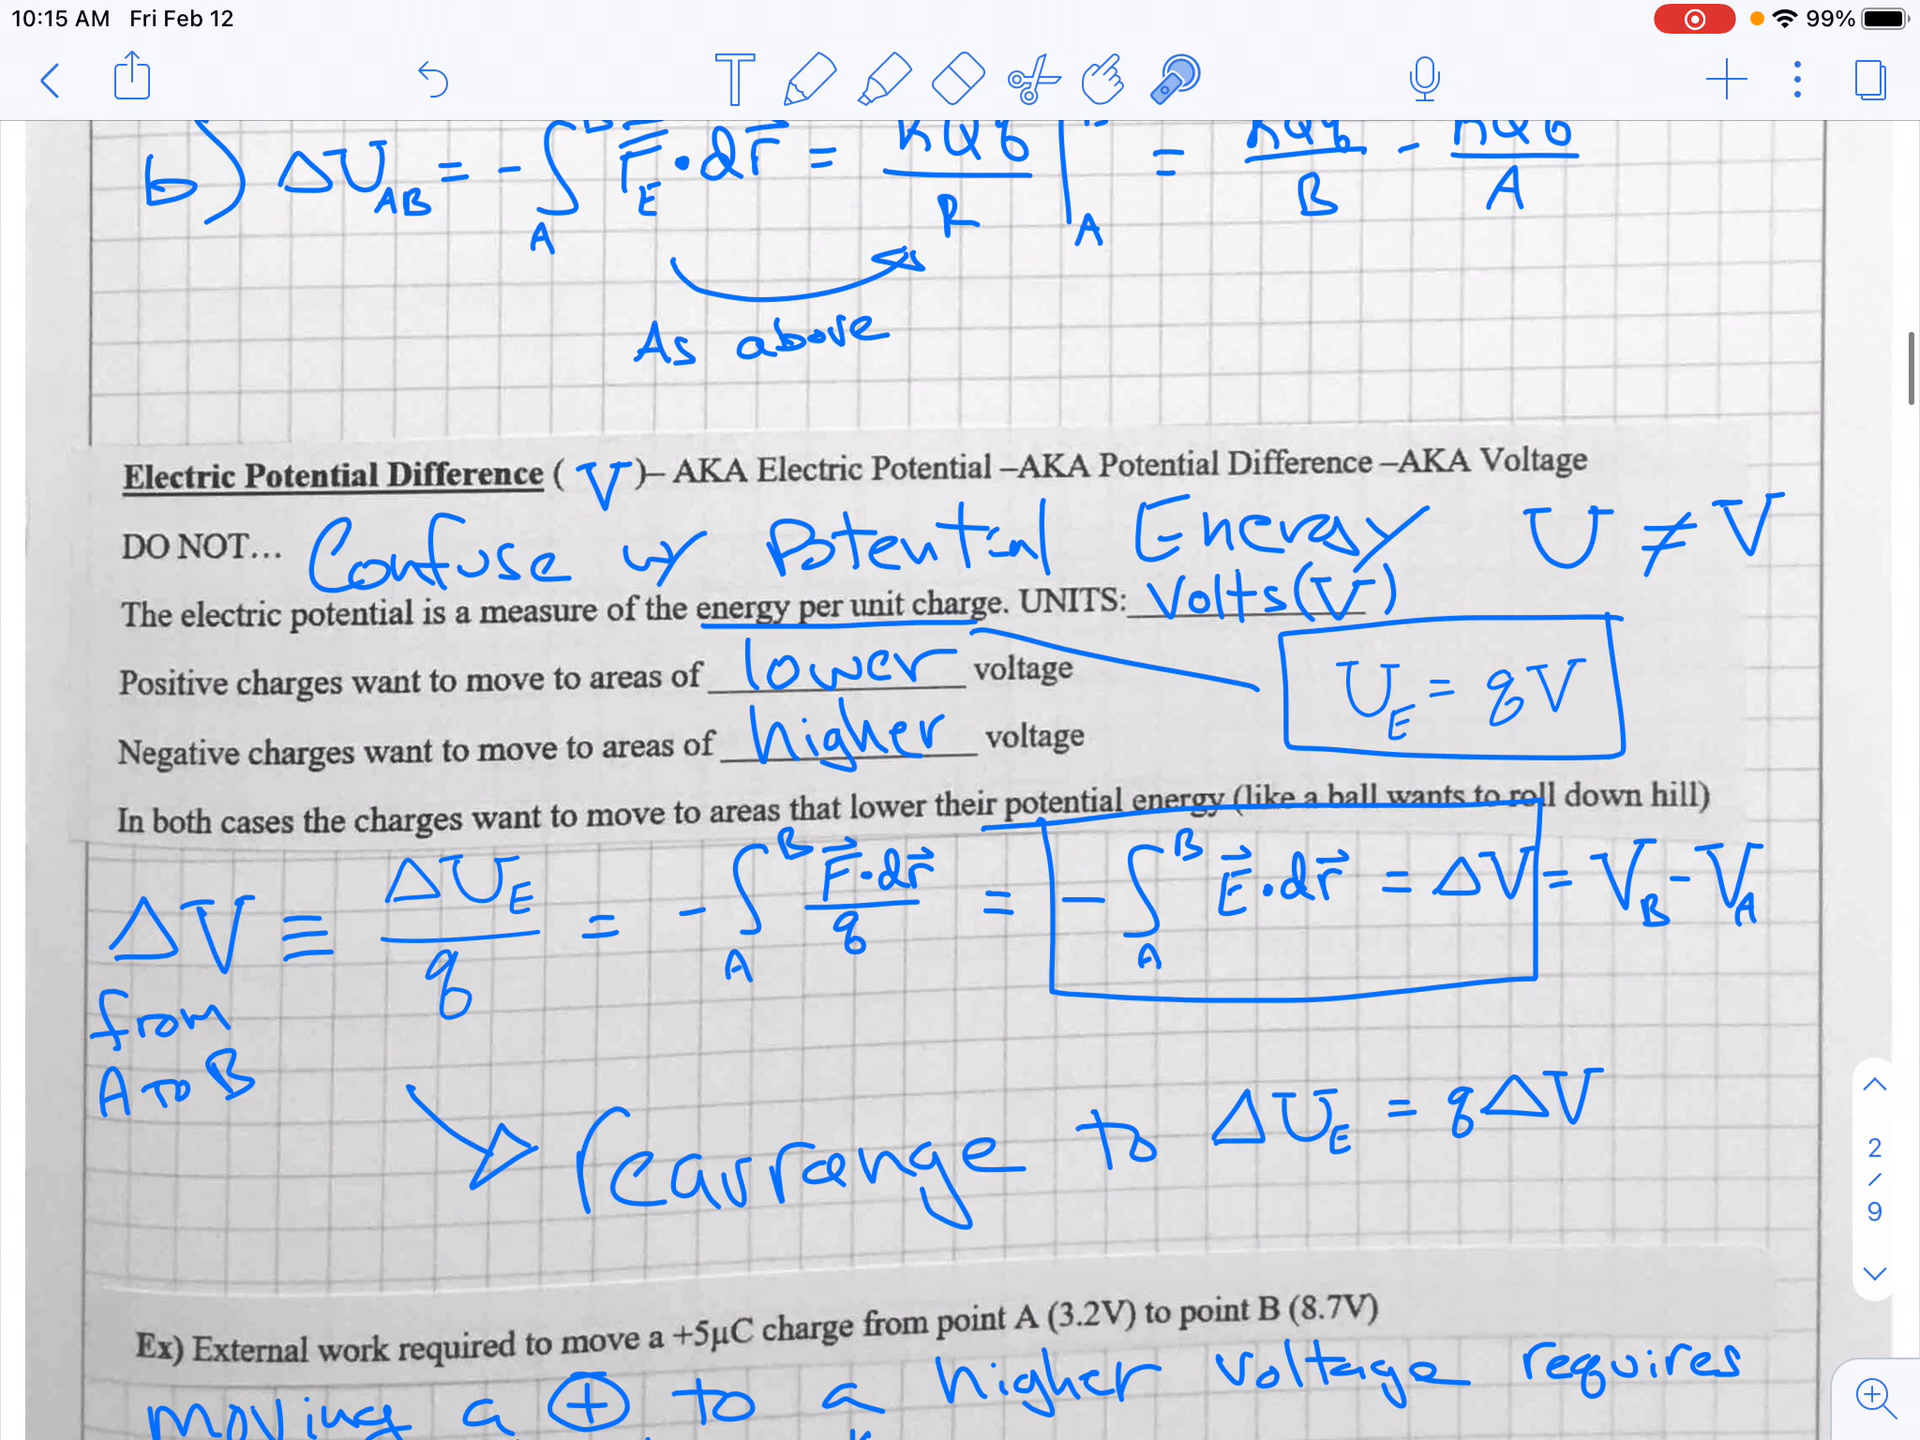 10:15 AM Fri Feb 12
99%
b) ΔU_AB = - ∫_A^B F⃗_E · dr⃗ = kQq/R |_A = kQq/B - kQq/A
As above
Electric Potential Difference ( V )– AKA Electric Potential –AKA Potential Difference –AKA Voltage
DO NOT… Confuse w/ Potential Energy U ≠ V
The electric potential is a measure of the energy per unit charge. UNITS: Volts (V)
Positive charges want to move to areas of lower voltage
U_E = qV
Negative charges want to move to areas of higher voltage
In both cases the charges want to move to areas that lower their potential energy (like a ball wants to roll down hill)
ΔV ≡ ΔU_E/q = - ∫_A^B F⃗·dr⃗/q = - ∫_A^B E⃗·dr⃗ = ΔV = V_B - V_A
from
A TO B
rearrange to ΔU_E = qΔV
2
/
9
Ex) External work required to move a +5μC charge from point A (3.2V) to point B (8.7V)
moving a + to a higher voltage requires